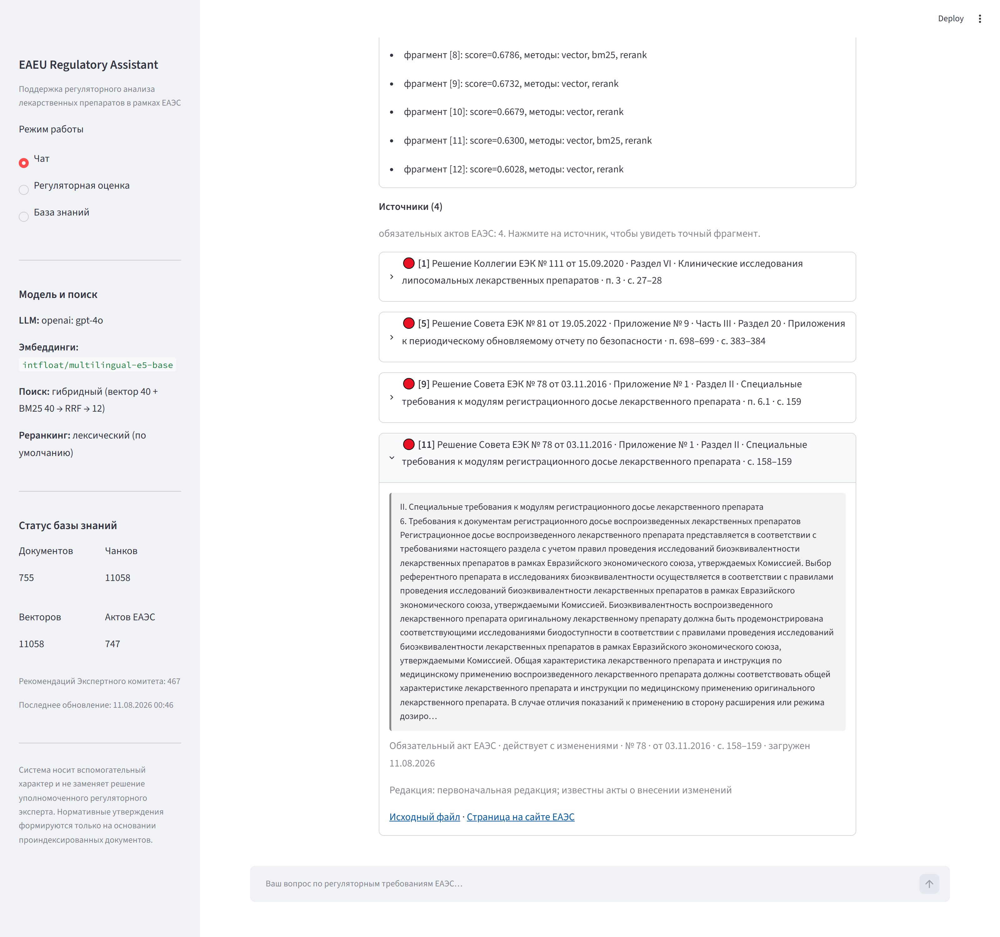 Deploy
EAEU Regulatory Assistant
Поддержка регуляторного анализа
лекарственных препаратов в рамках ЕАЭС
Режим работы
Чат
Регуляторная оценка
База знаний
Модель и поиск
LLM: openai: gpt-4o
Эмбеддинги:
intfloat/multilingual-e5-base
Поиск: гибридный (вектор 40 +
BM25 40 → RRF → 12)
Реранкинг: лексический (по
умолчанию)
Статус базы знаний
Документов Чанков
755 11058
Векторов Актов ЕАЭС
11058 747
Рекомендаций Экспертного комитета: 467
Последнее обновление: 11.08.2026 00:46
Система носит вспомогательный
характер и не заменяет решение
уполномоченного регуляторного
эксперта. Нормативные утверждения
формируются только на основании
проиндексированных документов.
• фрагмент [8]: score=0.6786, методы: vector, bm25, rerank
• фрагмент [9]: score=0.6732, методы: vector, rerank
• фрагмент [10]: score=0.6679, методы: vector, rerank
• фрагмент [11]: score=0.6300, методы: vector, bm25, rerank
• фрагмент [12]: score=0.6028, методы: vector, rerank
Источники (4)
обязательных актов ЕАЭС: 4. Нажмите на источник, чтобы увидеть точный фрагмент.
[1] Решение Коллегии ЕЭК № 111 от 15.09.2020 · Раздел VI · Клинические исследования
липосомальных лекарственных препаратов · п. 3 · с. 27–28
[5] Решение Совета ЕЭК № 81 от 19.05.2022 · Приложение № 9 · Часть III · Раздел 20 · Приложения
к периодическому обновляемому отчету по безопасности · п. 698–699 · с. 383–384
[9] Решение Совета ЕЭК № 78 от 03.11.2016 · Приложение № 1 · Раздел II · Специальные
требования к модулям регистрационного досье лекарственного препарата · п. 6.1 · с. 159
[11] Решение Совета ЕЭК № 78 от 03.11.2016 · Приложение № 1 · Раздел II · Специальные
требования к модулям регистрационного досье лекарственного препарата · с. 158–159
II. Специальные требования к модулям регистрационного досье лекарственного препарата
6. Требования к документам регистрационного досье воспроизведенных лекарственных препаратов
Регистрационное досье воспроизведенного лекарственного препарата представляется в соответствии с
требованиями настоящего раздела с учетом правил проведения исследований биоэквивалентности
лекарственных препаратов в рамках Евразийского экономического союза, утверждаемых Комиссией. Выбор
референтного препарата в исследованиях биоэквивалентности осуществляется в соответствии с правилами
проведения исследований биоэквивалентности лекарственных препаратов в рамках Евразийского
экономического союза, утверждаемыми Комиссией. Биоэквивалентность воспроизведенного
лекарственного препарата оригинальному лекарственному препарату должна быть продемонстрирована
соответствующими исследованиями биодоступности в соответствии с правилами проведения исследований
биоэквивалентности лекарственных препаратов в рамках Евразийского экономического союза,
утверждаемыми Комиссией. Общая характеристика лекарственного препарата и инструкция по
медицинскому применению воспроизведенного лекарственного препарата должны соответствовать общей
характеристике лекарственного препарата и инструкции по медицинскому применению оригинального
лекарственного препарата. В случае отличия показаний к применению в сторону расширения или режима
дозиро…
Обязательный акт ЕАЭС · действует с изменениями · № 78 · от 03.11.2016 · с. 158–159 · загружен
11.08.2026
Редакция: первоначальная редакция; известны акты о внесении изменений
Исходный файл · Страница на сайте ЕАЭС
Ваш вопрос по регуляторным требованиям ЕАЭС…